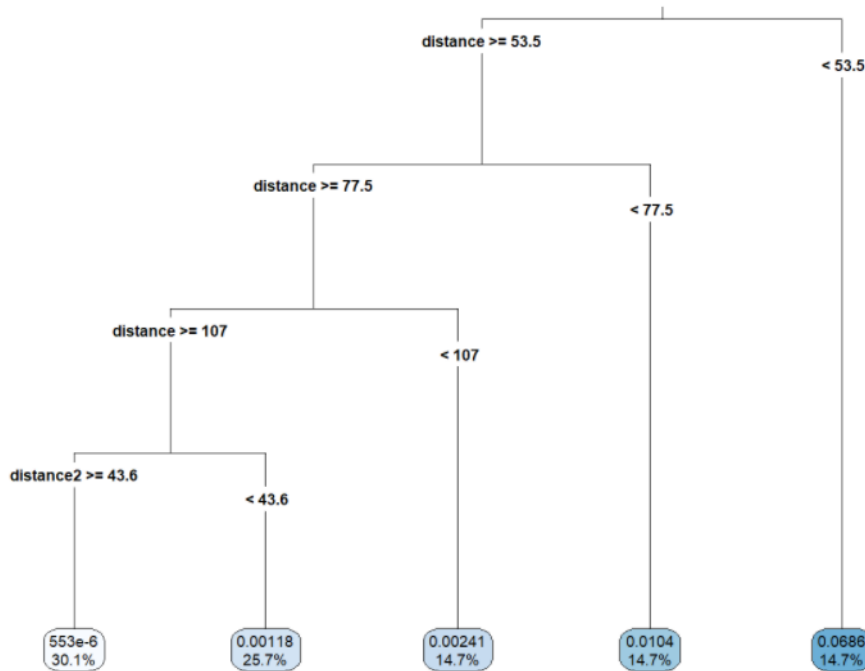 distance >= 53.5
< 53.5
distance >= 77.5
< 77.5
distance >= 107
< 107
distance2 >= 43.6
< 43.6
553e-6
30.1%
0.00118
25.7%
0.00241
14.7%
0.0104
14.7%
0.0686
14.7%